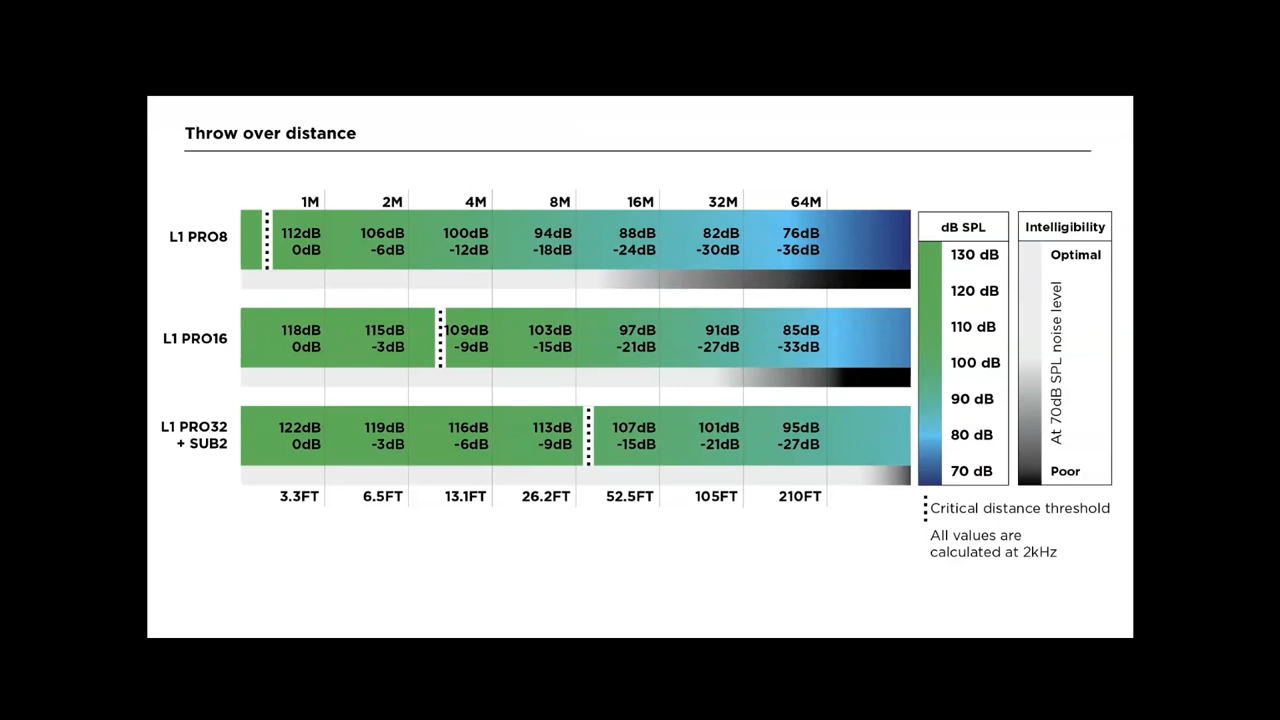 Throw over distance
1M 2M 4M 8M 16M 32M 64M
L1 PRO8
112dB 106dB 100dB 94dB 88dB 82dB 76dB
0dB -6dB -12dB -18dB -24dB -30dB -36dB
L1 PRO16
118dB 115dB 109dB 103dB 97dB 91dB 85dB
0dB -3dB -9dB -15dB -21dB -27dB -33dB
L1 PRO32
+ SUB2
122dB 119dB 116dB 113dB 107dB 101dB 95dB
0dB -3dB -6dB -9dB -15dB -21dB -27dB
3.3FT 6.5FT 13.1FT 26.2FT 52.5FT 105FT 210FT
dB SPL
130 dB
120 dB
110 dB
100 dB
90 dB
80 dB
70 dB
Intelligibility
Optimal
At 70dB SPL noise level
Poor
Critical distance threshold
All values are
calculated at 2kHz